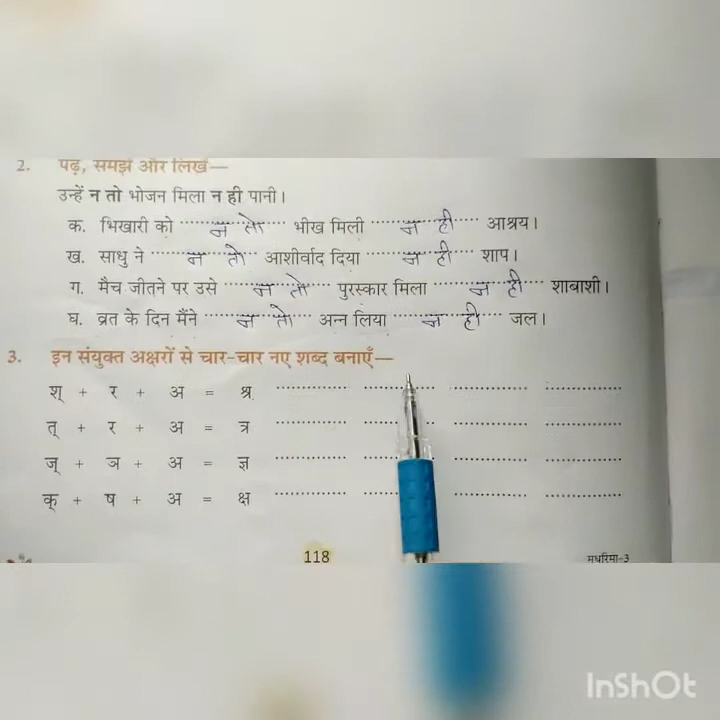 2. पढ़ें, समझें और लिखें—
उन्हें न तो भोजन मिला न ही पानी।
क. भिखारी को ......न तो...... भीख मिली ......न ही...... आश्रय।
ख. साधु ने ......न तो...... आशीर्वाद दिया ......न ही...... शाप।
ग. मैच जीतने पर उसे ......न तो...... पुरस्कार मिला ......न ही...... शाबाशी।
घ. व्रत के दिन मैंने ......न तो...... अन्न लिया ......न ही...... जल।
3. इन संयुक्त अक्षरों से चार-चार नए शब्द बनाएँ—
श् + र + अ = श्र ............ ............ ............ ............
त् + र + अ = त्र ............ ............ ............ ............
ज् + ञ + अ = ज्ञ ............ ............ ............ ............
क् + ष + अ = क्ष ............ ............ ............ ............
118 मधुरिमा-3
InShOt